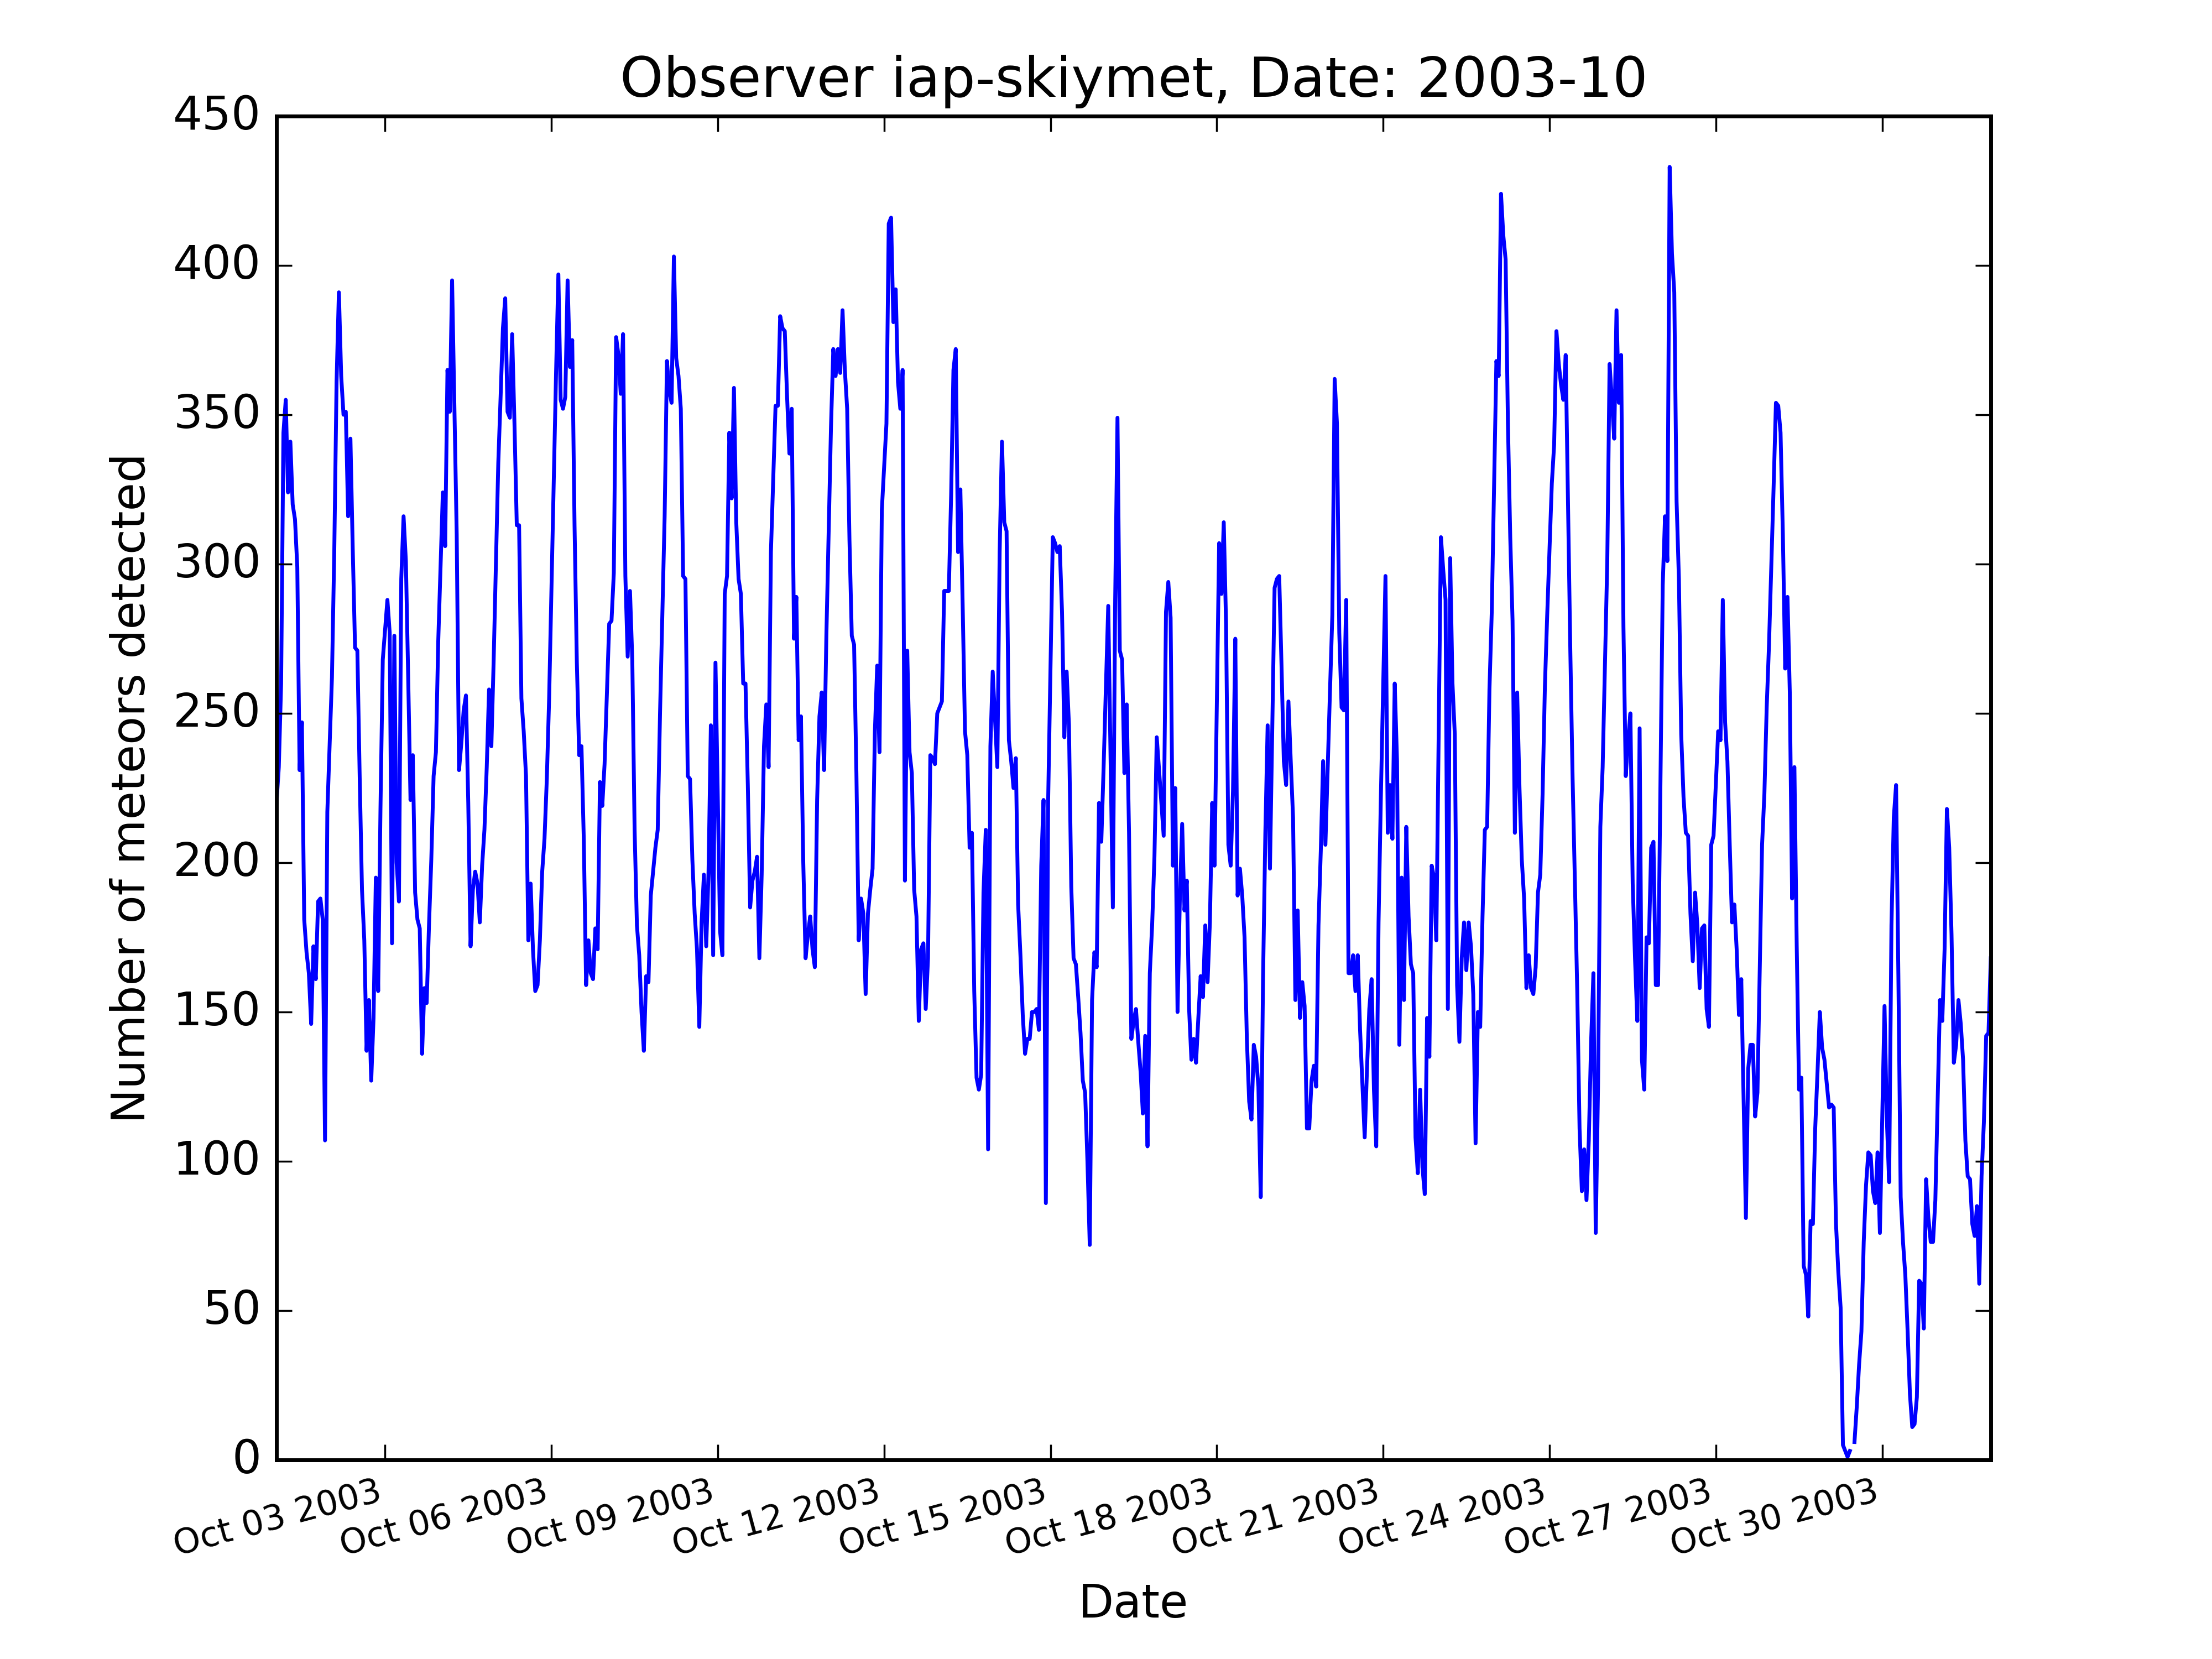 Observer iap-skiymet, Date: 2003-10
450
400
350
300
250
200
150
100
50
0
Number of meteors detected
Oct 03 2003
Oct 06 2003
Oct 09 2003
Oct 12 2003
Oct 15 2003
Oct 18 2003
Oct 21 2003
Oct 24 2003
Oct 27 2003
Oct 30 2003
Date